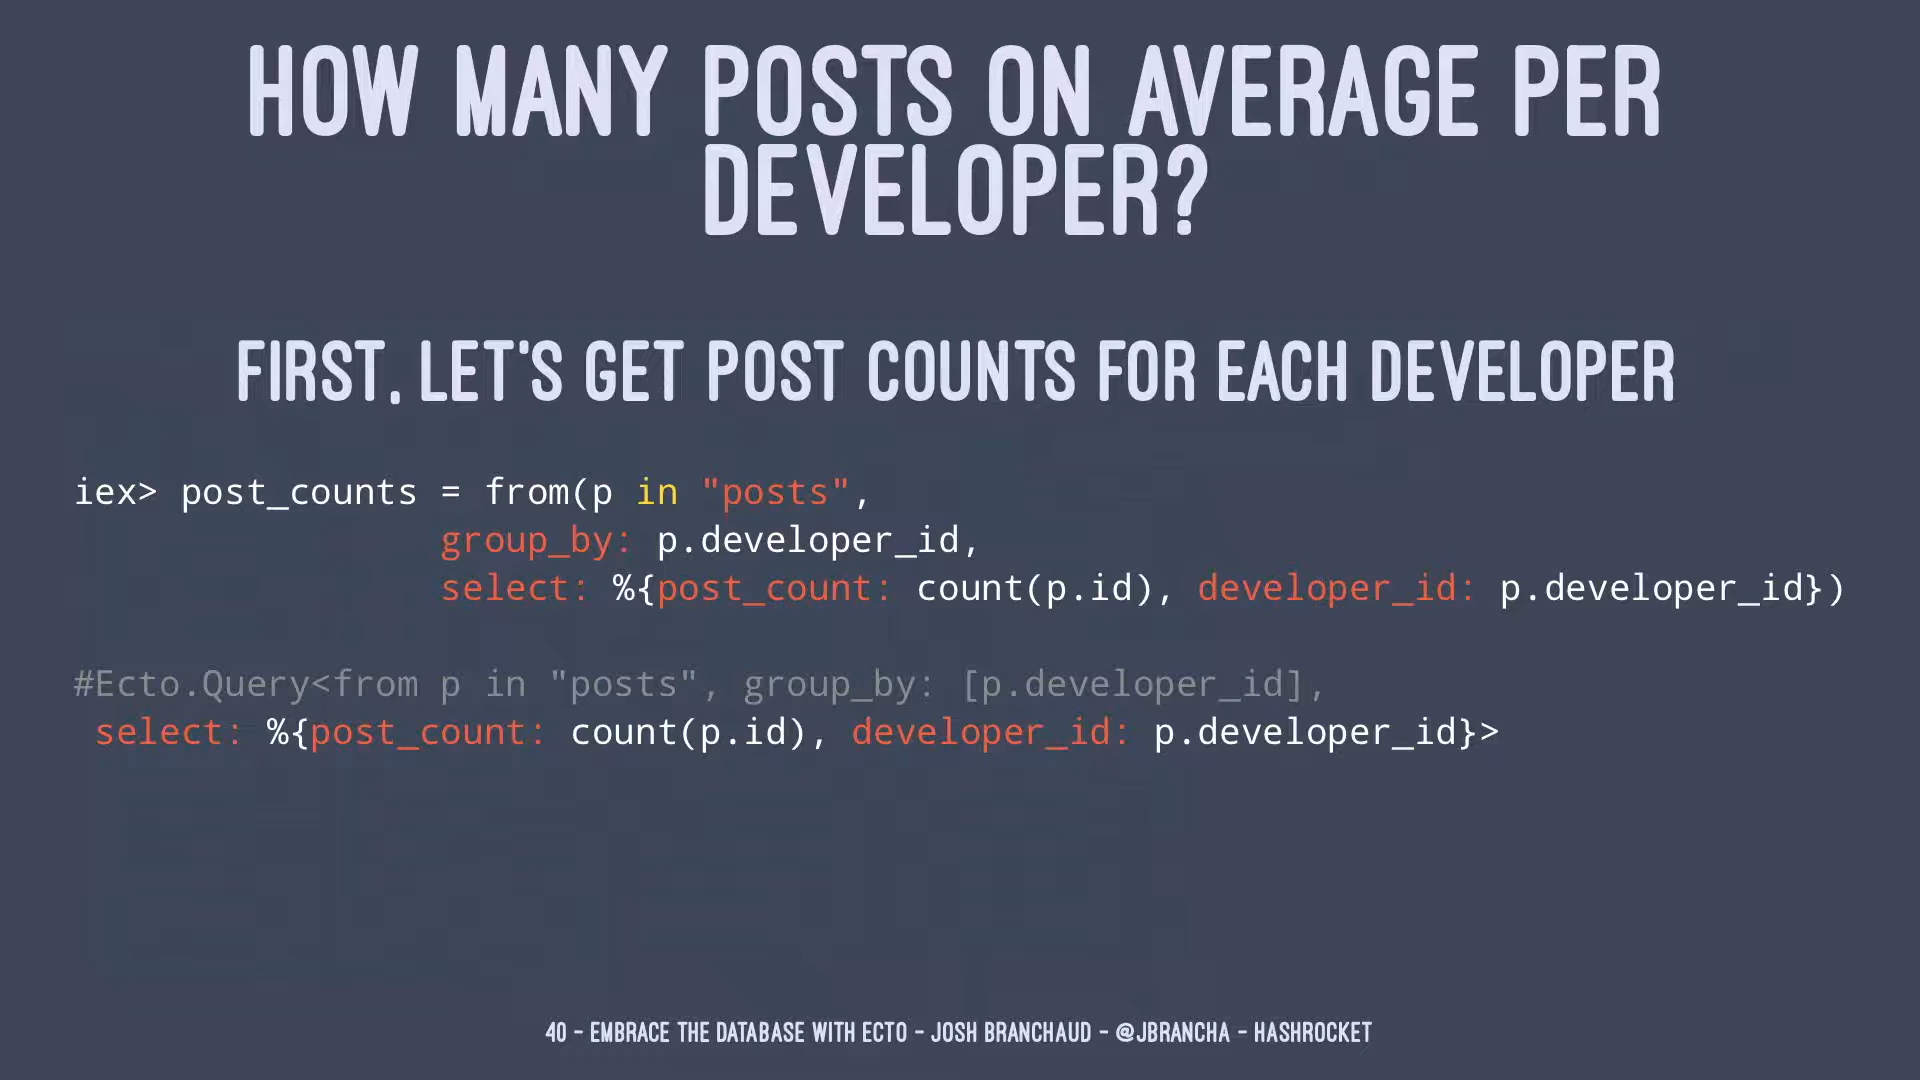 HOW MANY POSTS ON AVERAGE PER
DEVELOPER?
FIRST, LET'S GET POST COUNTS FOR EACH DEVELOPER
iex> post_counts = from(p in "posts",
group_by: p.developer_id,
select: %{post_count: count(p.id), developer_id: p.developer_id})
#Ecto.Query<from p in "posts", group_by: [p.developer_id],
select: %{post_count: count(p.id), developer_id: p.developer_id}>
40 - EMBRACE THE DATABASE WITH ECTO - JOSH BRANCHAUD - @JBRANCHA - HASHROCKET